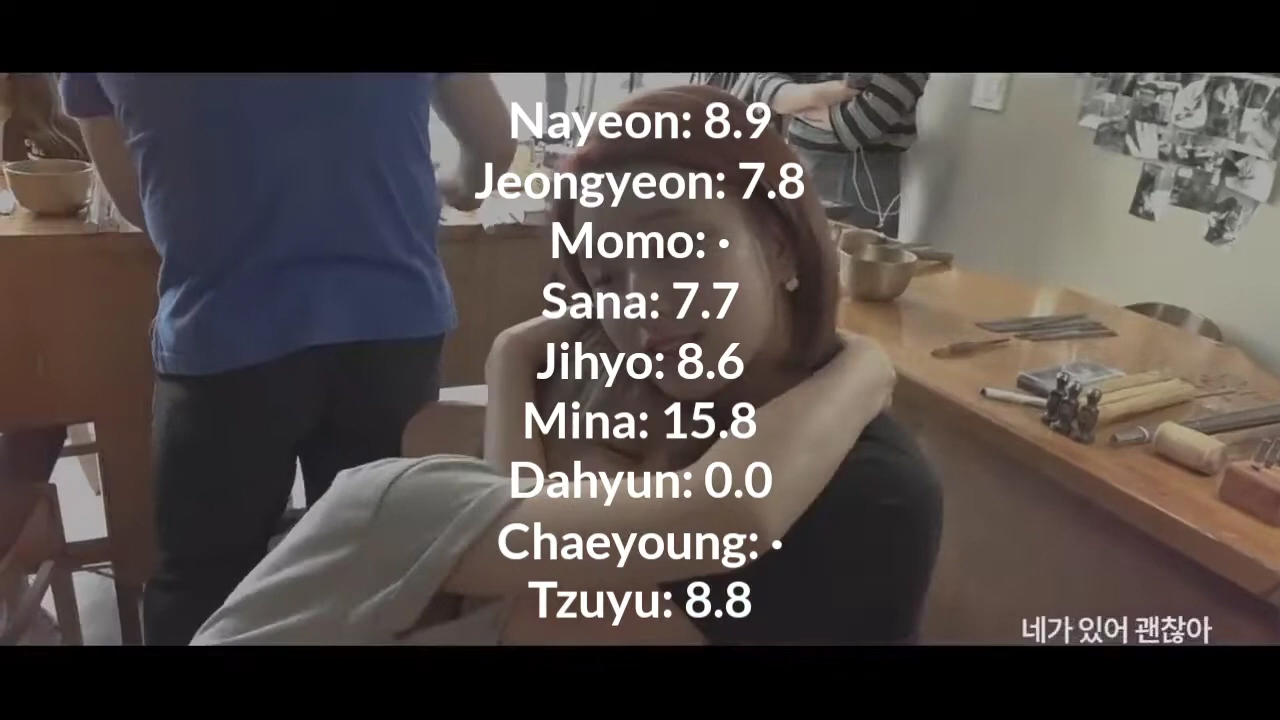 Nayeon: 8.9
Jeongyeon: 7.8
Momo: ·
Sana: 7.7
Jihyo: 8.6
Mina: 15.8
Dahyun: 0.0
Chaeyoung: ·
Tzuyu: 8.8
네가 있어 괜찮아